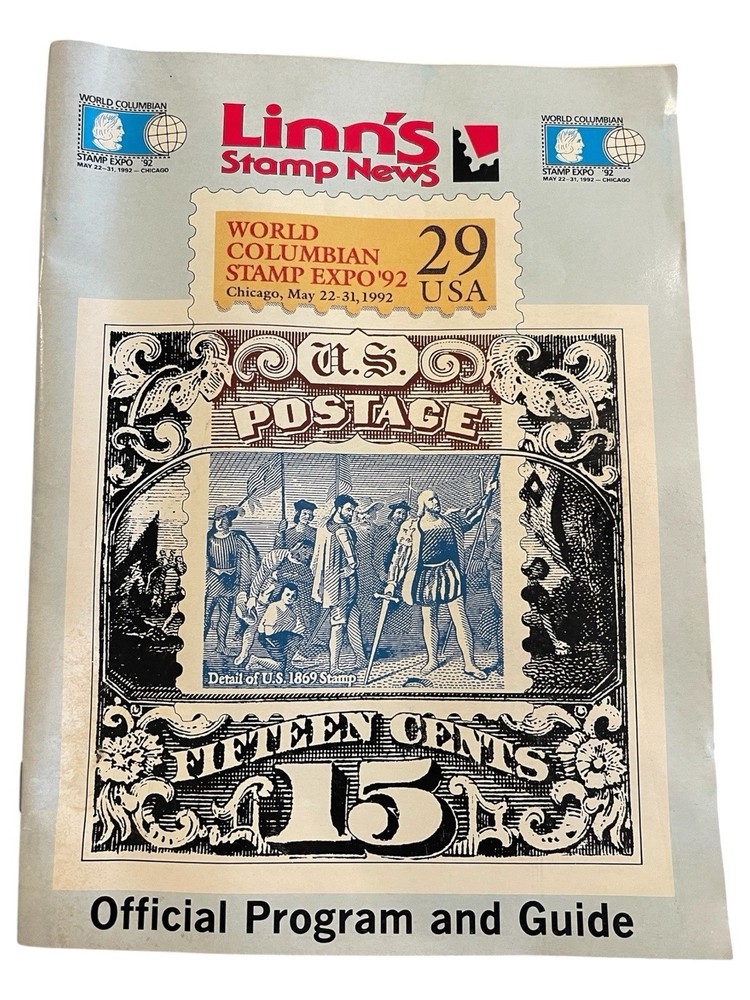 WORLD COLUMBIAN
STAMP EXPO '92
MAY 22-31, 1992 — CHICAGO
Linn's
Stamp News
WORLD COLUMBIAN
STAMP EXPO '92
MAY 22-31, 1992 — CHICAGO
WORLD
COLUMBIAN
STAMP EXPO '92
Chicago, May 22-31, 1992
29
USA
U.S.
POSTAGE
Detail of U.S. 1869 Stamp
FIFTEEN CENTS
15
Official Program and Guide